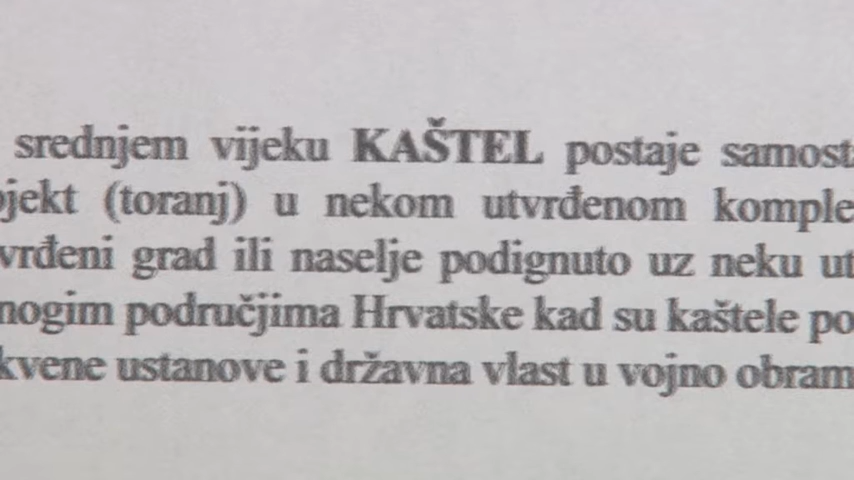 srednjem vijeku KAŠTEL postaje samost
jekt (toranj) u nekom utvrđenom komple
vrđeni grad ili naselje podignuto uz neku ut
nogim područjima Hrvatske kad su kaštele po
kvene ustanove i državna vlast u vojno obram